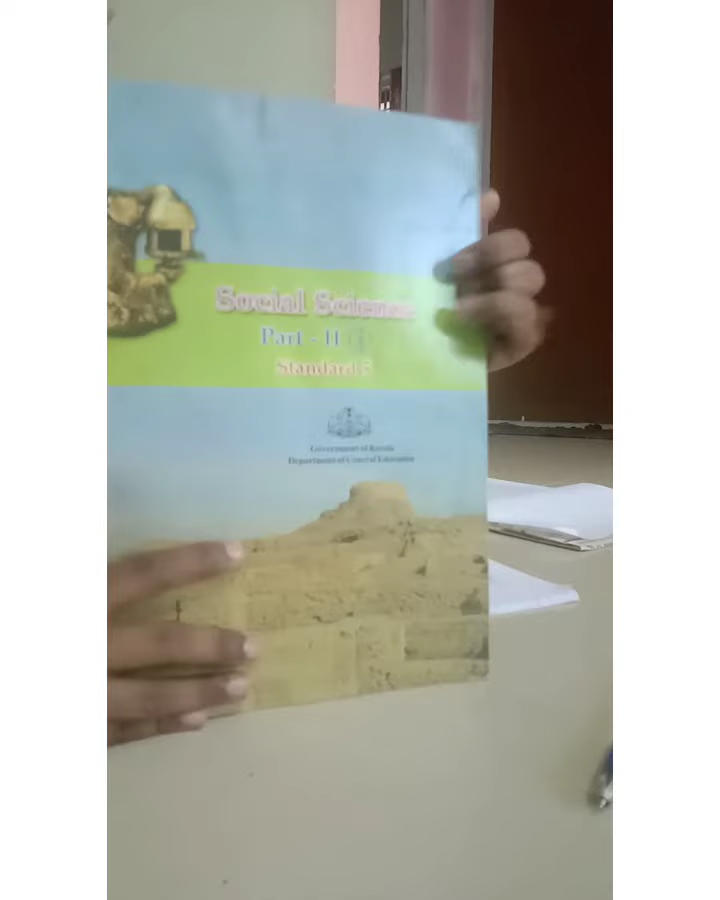 Social Science
Part - II
Standard 5
Government of Kerala
Department of General Education